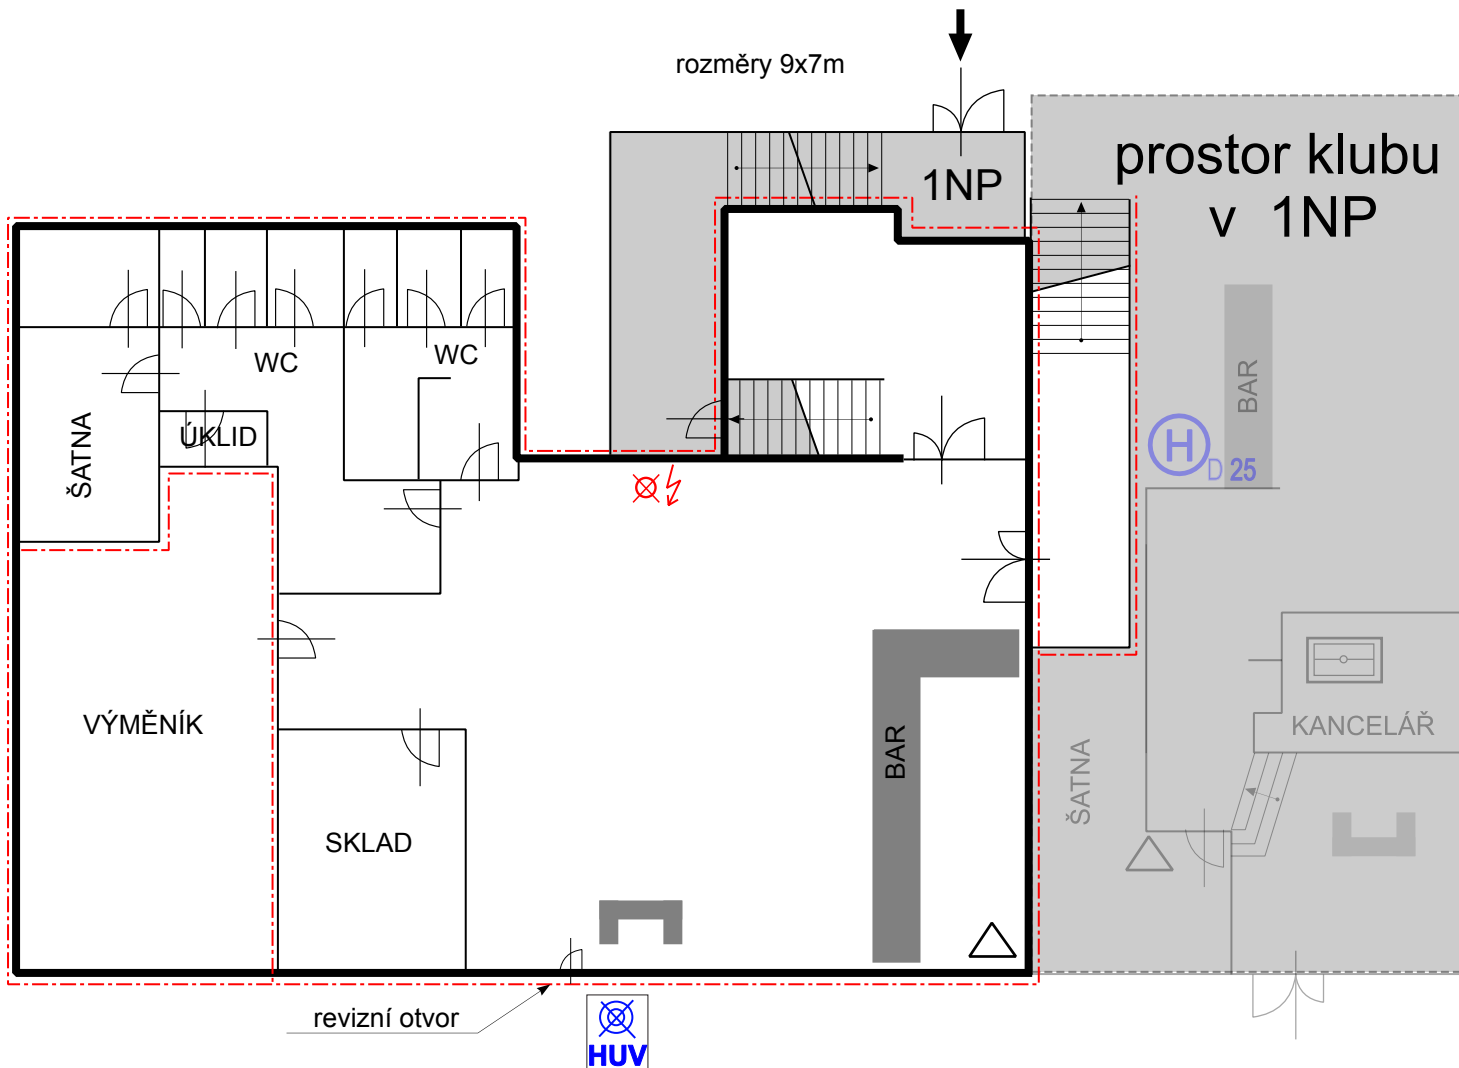 rozměry 9x7m
1NP
prostor klubu
v 1NP
WC
WC
ÚKLID
ŠATNA
BAR
H
D 25
VÝMĚNÍK
SKLAD
BAR
ŠATNA
KANCELÁŘ
revizní otvor
HUV